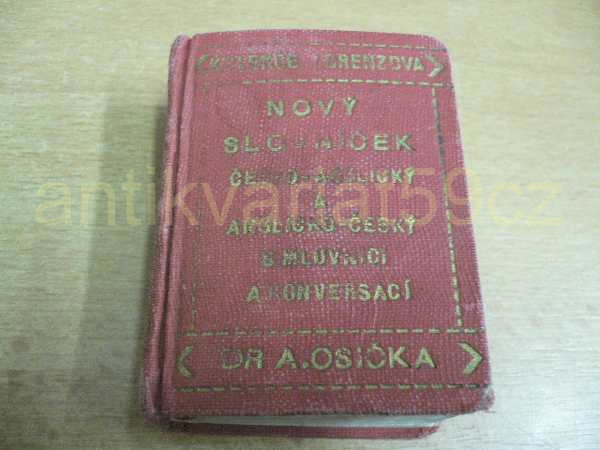 LORENZOVA
NOVÝ
SLOVNÍČEK
ČESKO-ANGLICKÝ
A
ANGLICKO-ČESKÝ
S MLUVNICÍ
A KONVERSACÍ
DR A. OSIČKA
antikvariat59cz